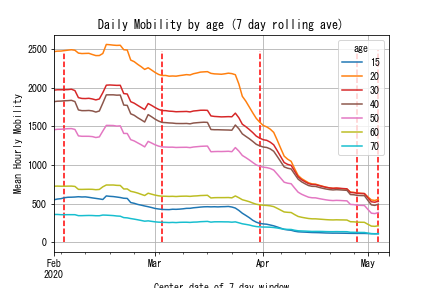 Daily Mobility by age (7 day rolling ave)
Mean Hourly Moblity
2500
2000
1500
1000
500
0
age
15
20
30
40
50
60
70
Feb
2020
Mar
Apr
May
Center date of 7 day window